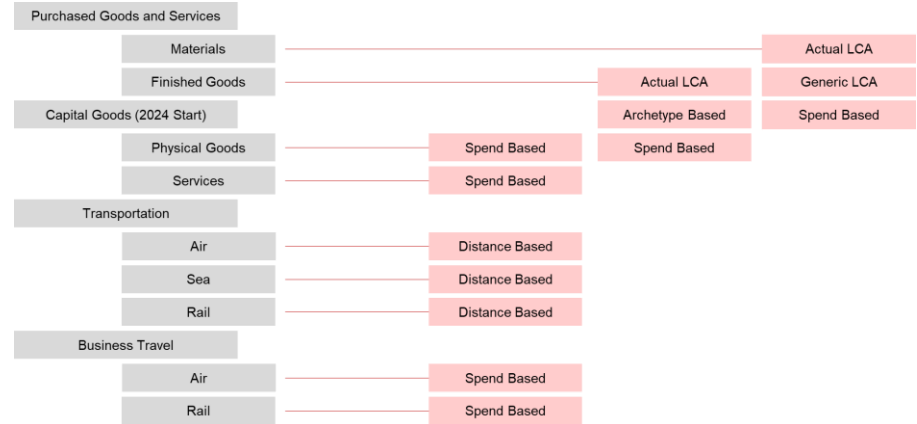 Purchased Goods and Services
Materials Actual LCA
Finished Goods Actual LCA Generic LCA
Capital Goods (2024 Start) Archetype Based Spend Based
Physical Goods Spend Based Spend Based
Services Spend Based
Transportation
Air Distance Based
Sea Distance Based
Rail Distance Based
Business Travel
Air Spend Based
Rail Spend Based